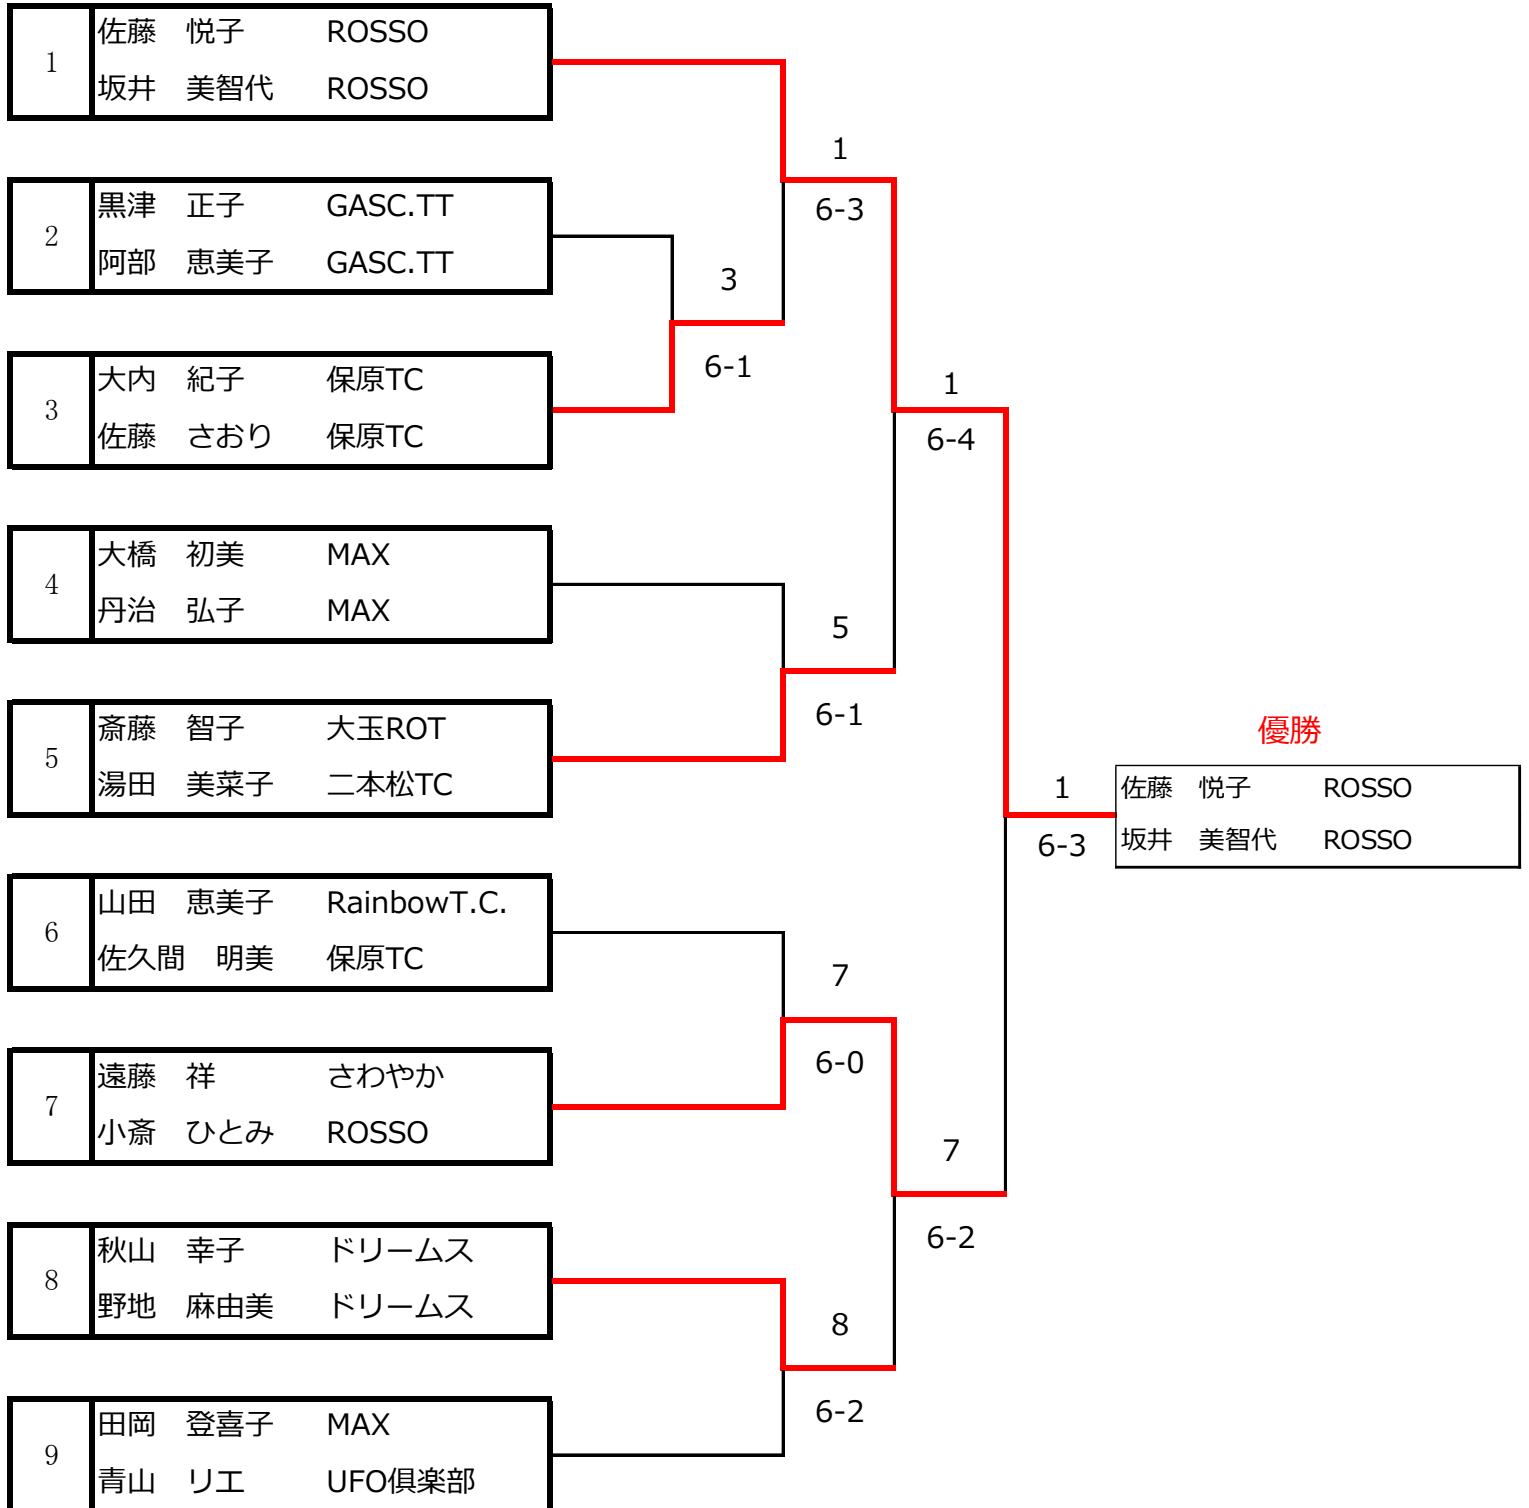 1
佐藤　悦子　ROSSO
坂井　美智代　ROSSO
2
黒津　正子　GASC.TT
阿部　恵美子　GASC.TT
3
大内　紀子　保原TC
佐藤　さおり　保原TC
4
大橋　初美　MAX
丹治　弘子　MAX
5
斎藤　智子　大玉ROT
湯田　美菜子　二本松TC
6
山田　恵美子　RainbowT.C.
佐久間　明美　保原TC
7
遠藤　祥　さわやか
小斎　ひとみ　ROSSO
8
秋山　幸子　ドリームス
野地　麻由美　ドリームス
9
田岡　登喜子　MAX
青山　リエ　UFO倶楽部
3
6-1
1
6-3
5
6-1
7
6-0
8
6-2
1
6-4
7
6-2
1
6-3
優勝
佐藤　悦子　ROSSO
坂井　美智代　ROSSO